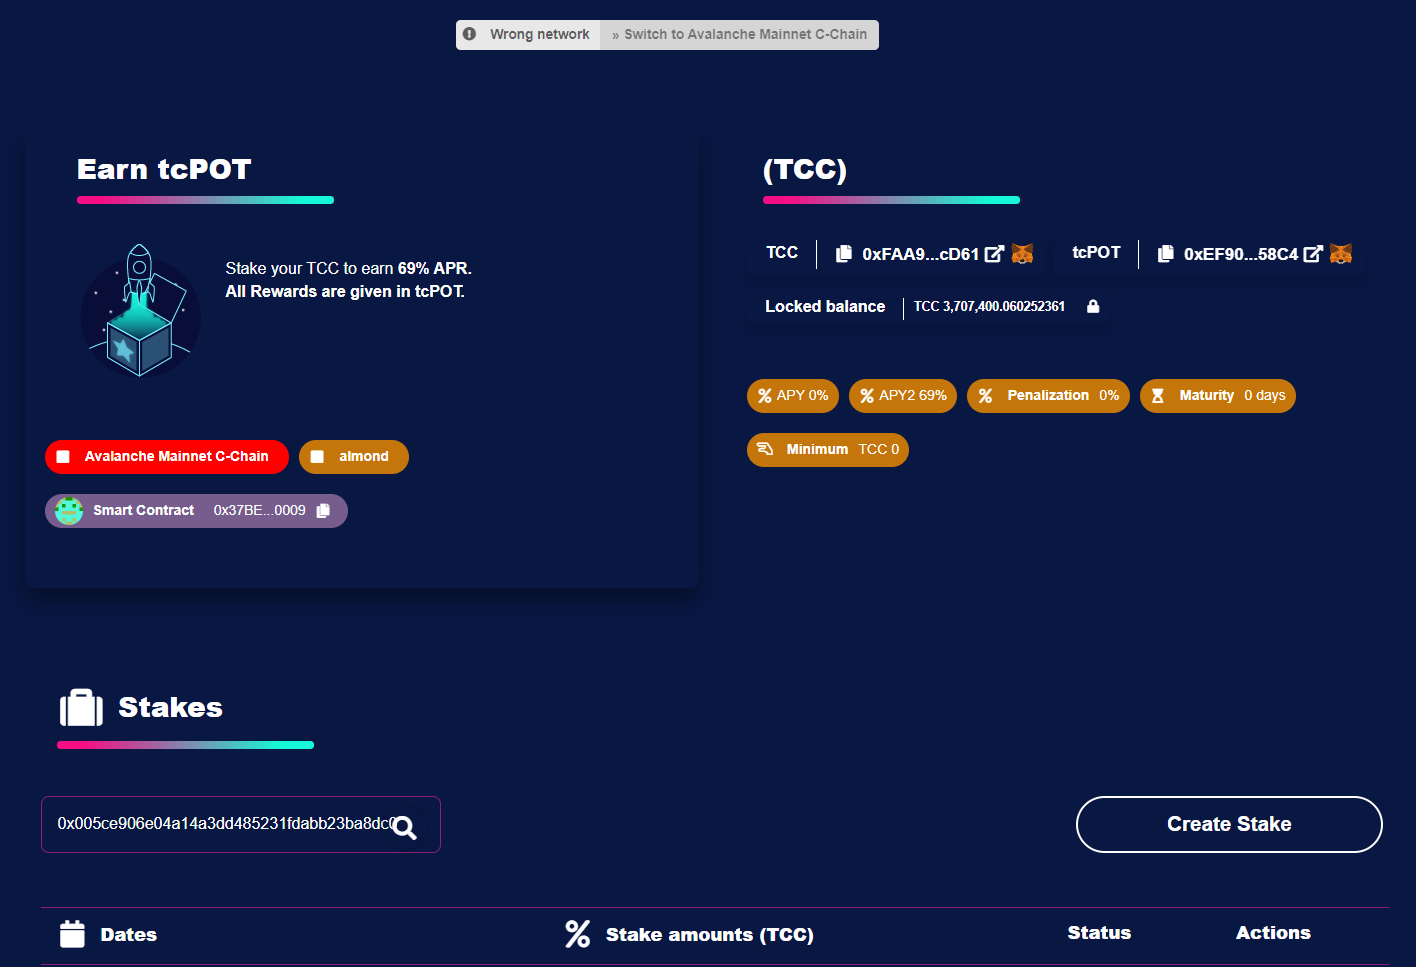 Wrong network » Switch to Avalanche Mainnet C-Chain
Earn tcPOT
Stake your TCC to earn 69% APR.
All Rewards are given in tcPOT.
Avalanche Mainnet C-Chain almond
Smart Contract 0x37BE...0009
(TCC)
TCC 0xFAA9...cD61 tcPOT 0xEF90...58C4
Locked balance TCC 3,707,400.060252361
APY 0% APY2 69% Penalization 0% Maturity 0 days
Minimum TCC 0
Stakes
0x005ce906e04a14a3dd485231fdabb23ba8dc0
Create Stake
Dates Stake amounts (TCC) Status Actions